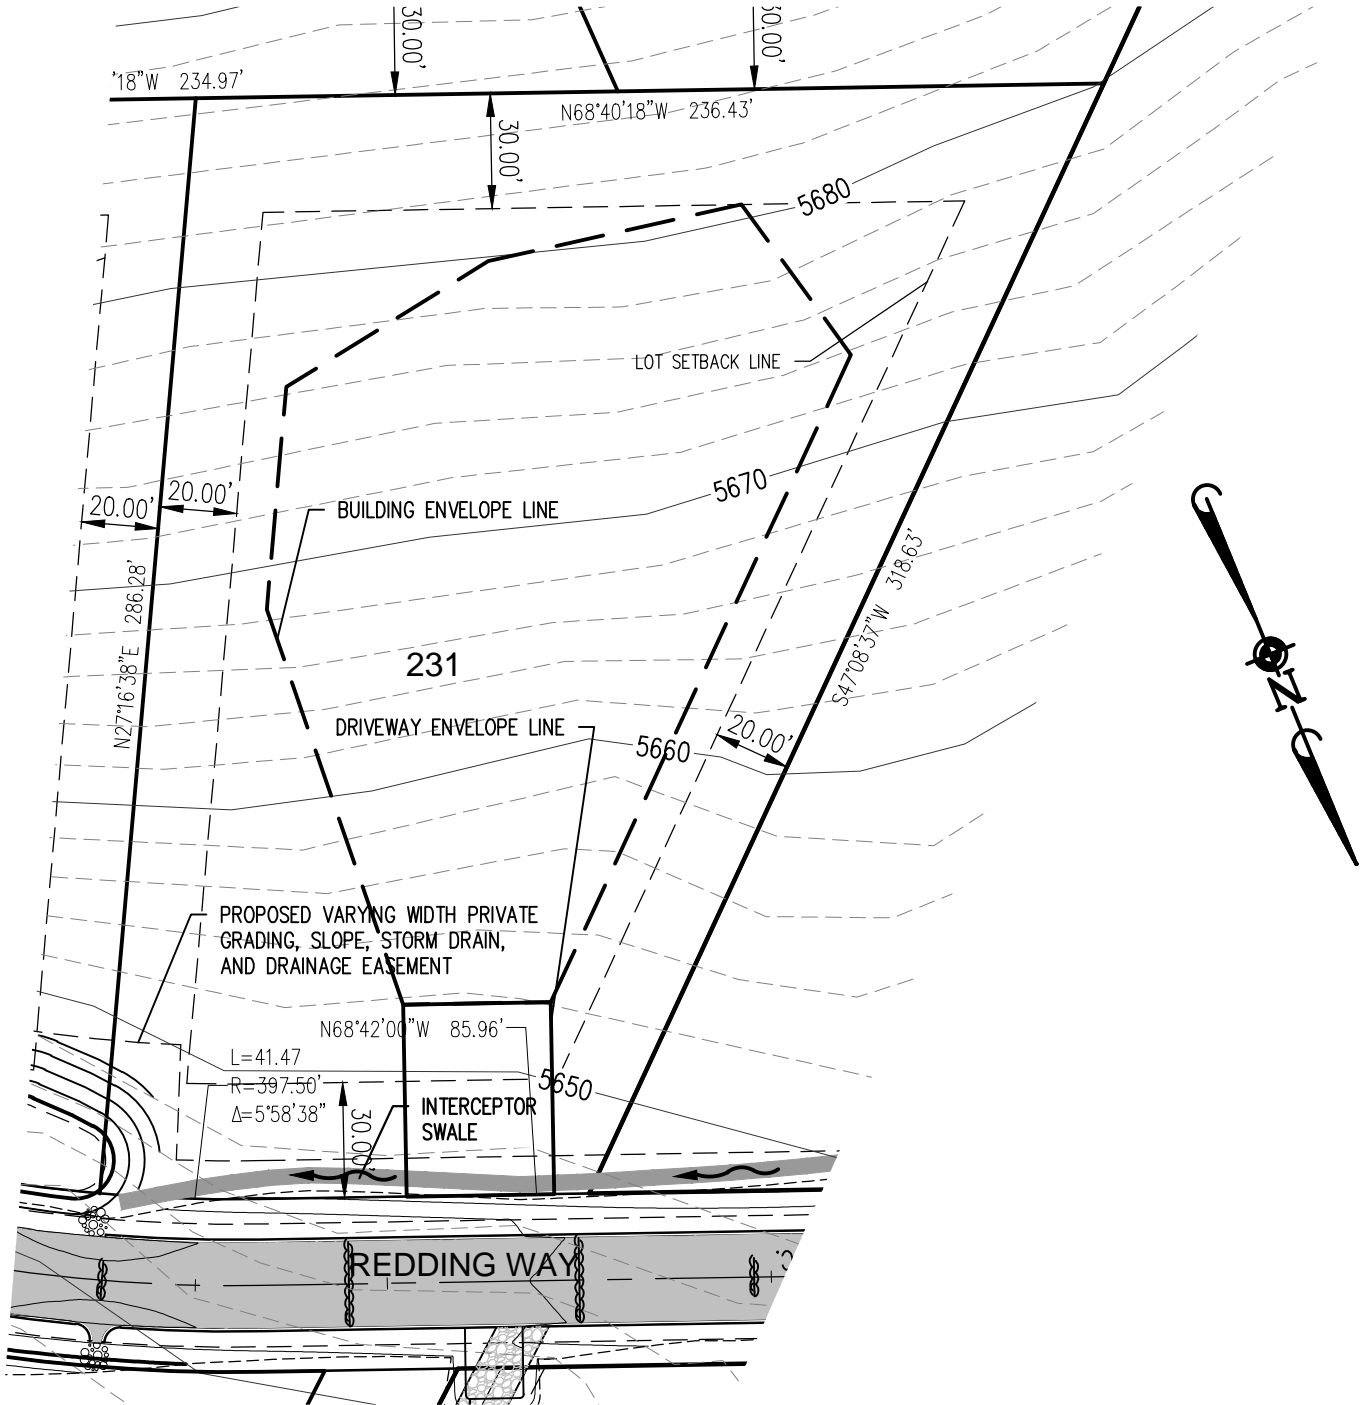 30.00'
30.00'
'18"W 234.97'
N68°40'18"W 236.43'
30.00'
5680
LOT SETBACK LINE
5670
20.00'
20.00'
BUILDING ENVELOPE LINE
N27°16'38"E 286.28'
S47°08'37"W 318.63'
231
DRIVEWAY ENVELOPE LINE
5660
20.00'
N
PROPOSED VARYING WIDTH PRIVATE
GRADING, SLOPE, STORM DRAIN,
AND DRAINAGE EASEMENT
N68°42'00"W 85.96'
L=41.47
R=397.50'
Δ=5°58'38"
5650
30.00'
INTERCEPTOR
SWALE
REDDING WAY